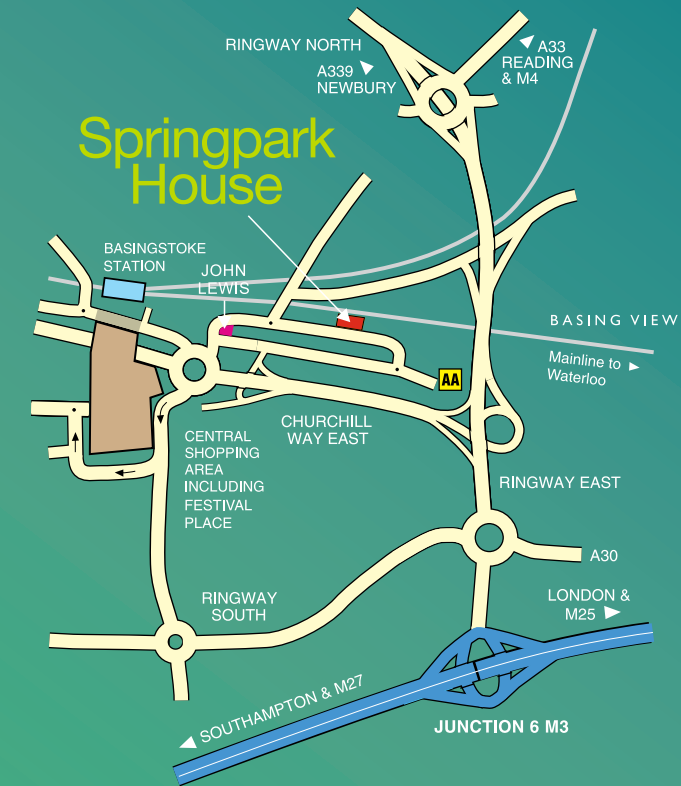 RINGWAY NORTH
A339
NEWBURY
A33
READING
& M4
Springpark
House
BASINGSTOKE
STATION
JOHN
LEWIS
BASING VIEW
Mainline to
Waterloo
AA
CHURCHILL
WAY EAST
CENTRAL
SHOPPING
AREA
INCLUDING
FESTIVAL
PLACE
RINGWAY EAST
A30
RINGWAY
SOUTH
LONDON &
M25
SOUTHAMPTON & M27
JUNCTION 6 M3